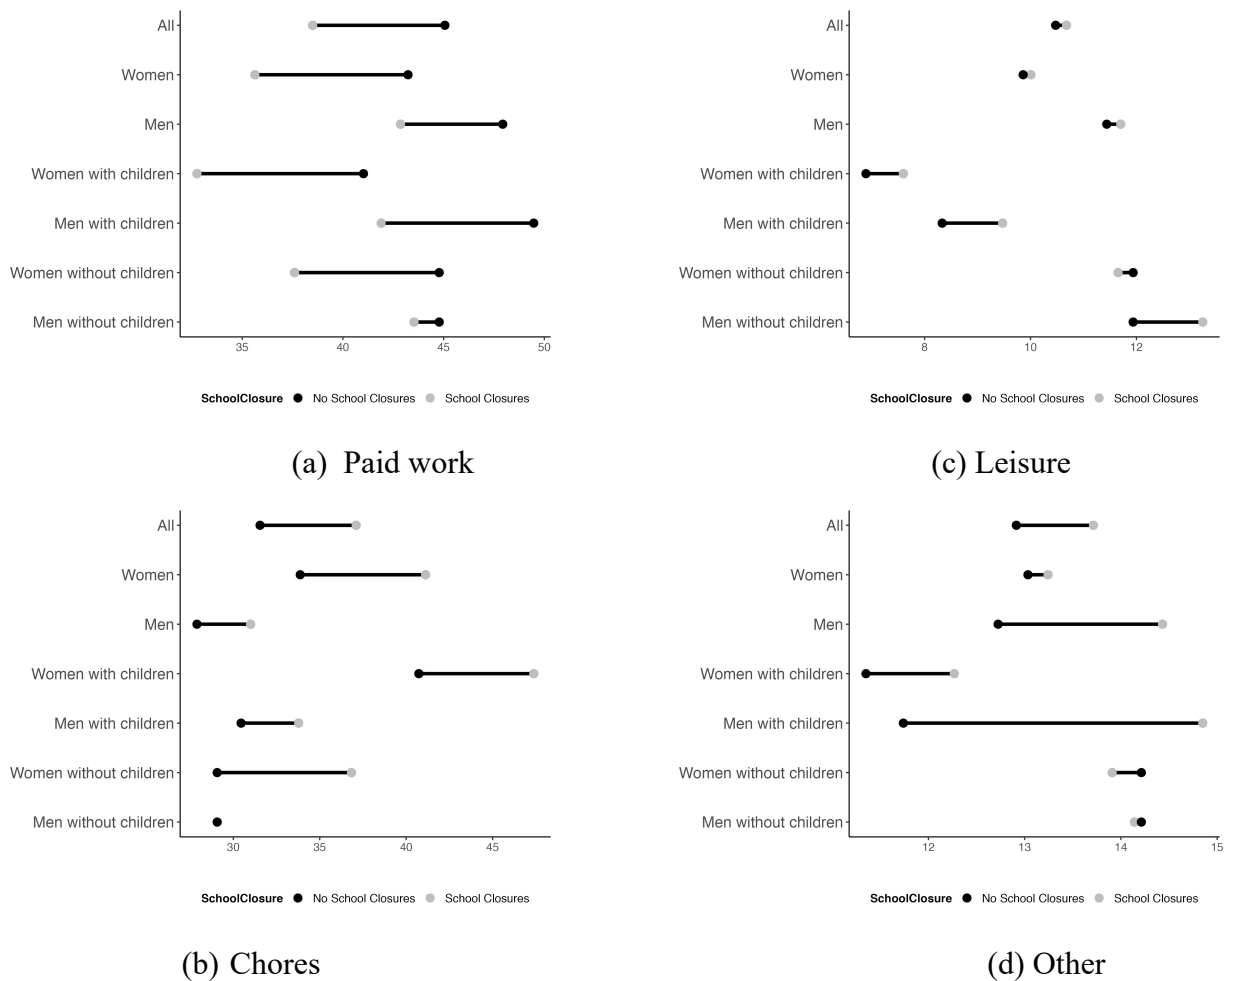 All
Women
Men
Women with children
Men with children
Women without children
Men without children
35 40 45 50
SchoolClosure No School Closures School Closures
(a) Paid work
All
Women
Men
Women with children
Men with children
Women without children
Men without children
8 10 12
SchoolClosure No School Closures School Closures
(c) Leisure
All
Women
Men
Women with children
Men with children
Women without children
Men without children
30 35 40 45
SchoolClosure No School Closures School Closures
(b) Chores
All
Women
Men
Women with children
Men with children
Women without children
Men without children
12 13 14 15
SchoolClosure No School Closures School Closures
(d) Other